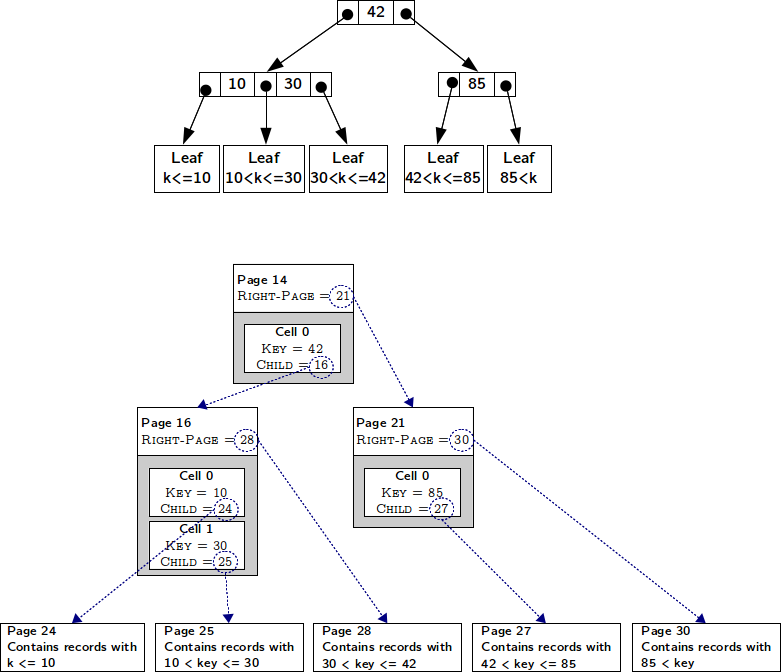 42
10 30
85
Leaf
k<=10
Leaf
10<k<=30
Leaf
30<k<=42
Leaf
42<k<=85
Leaf
85<k
Page 14
Right-Page = 21
Cell 0
Key = 42
Child = 16
Page 16
Right-Page = 28
Cell 0
Key = 10
Child = 24
Cell 1
Key = 30
Child = 25
Page 21
Right-Page = 30
Cell 0
Key = 85
Child = 27
Page 24
Contains records with
k <= 10
Page 25
Contains records with
10 < key <= 30
Page 28
Contains records with
30 < key <= 42
Page 27
Contains records with
42 < key <= 85
Page 30
Contains records with
85 < key